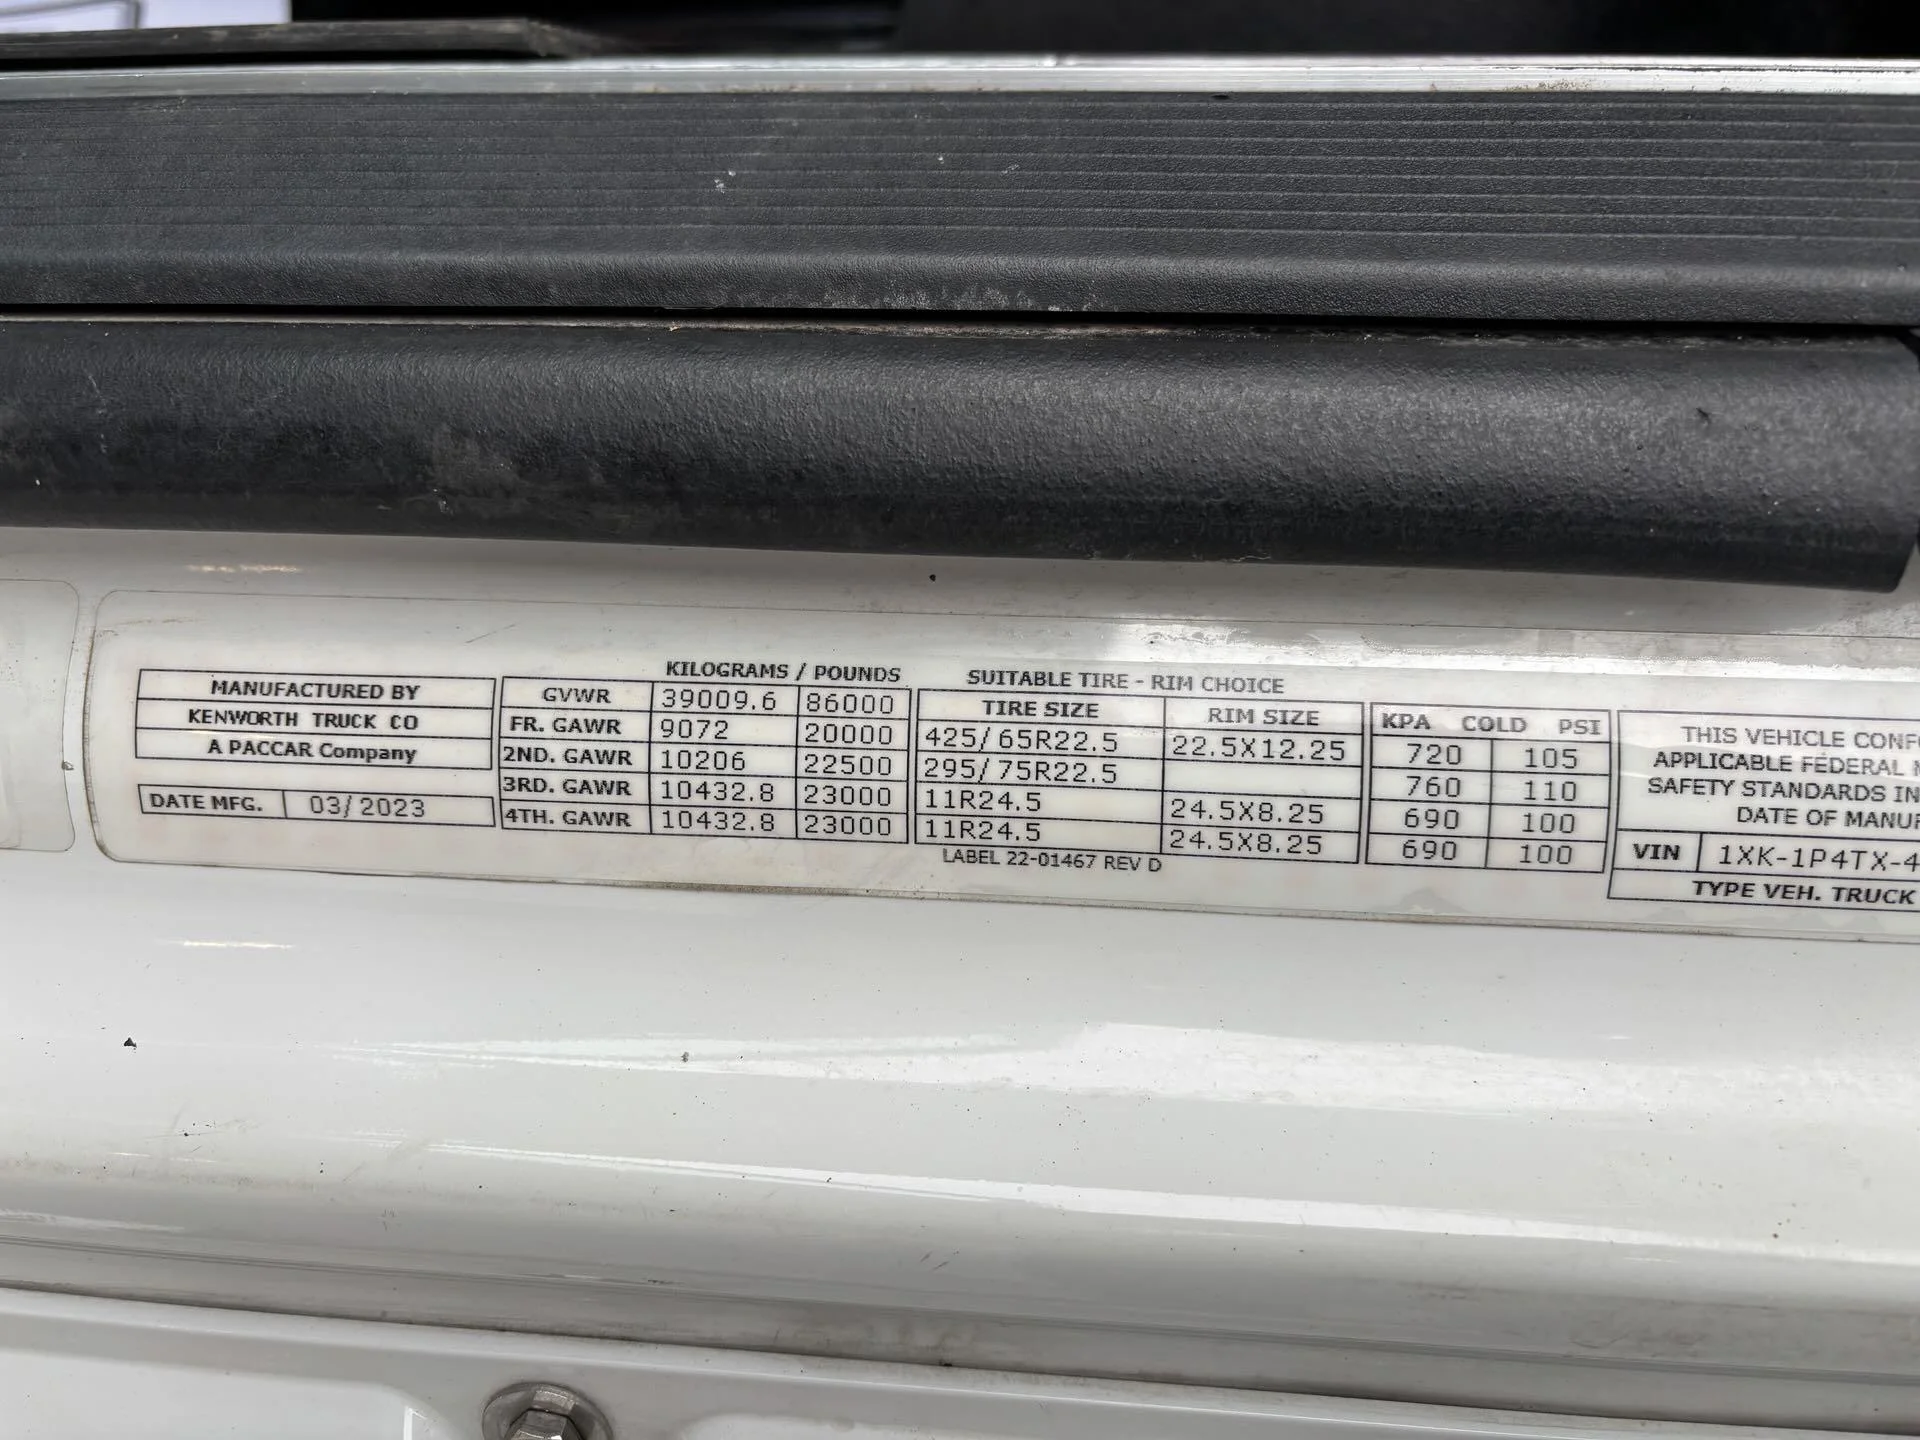 MANUFACTURED BY
KENWORTH TRUCK CO
A PACCAR Company
DATE MFG. 03/2023
KILOGRAMS / POUNDS
GVWR 39009.6 86000
FR. GAWR 9072 20000
2ND. GAWR 10206 22500
3RD. GAWR 10432.8 23000
4TH. GAWR 10432.8 23000
SUITABLE TIRE - RIM CHOICE
TIRE SIZE RIM SIZE
425/65R22.5 22.5X12.25
295/75R22.5
11R24.5 24.5X8.25
11R24.5 24.5X8.25
LABEL 22-01467 REV D
KPA COLD PSI
720 105
760 110
690 100
690 100
THIS VEHICLE CONF
APPLICABLE FEDERAL
SAFETY STANDARDS IN
DATE OF MANUF
VIN 1XK-1P4TX-4
TYPE VEH. TRUCK